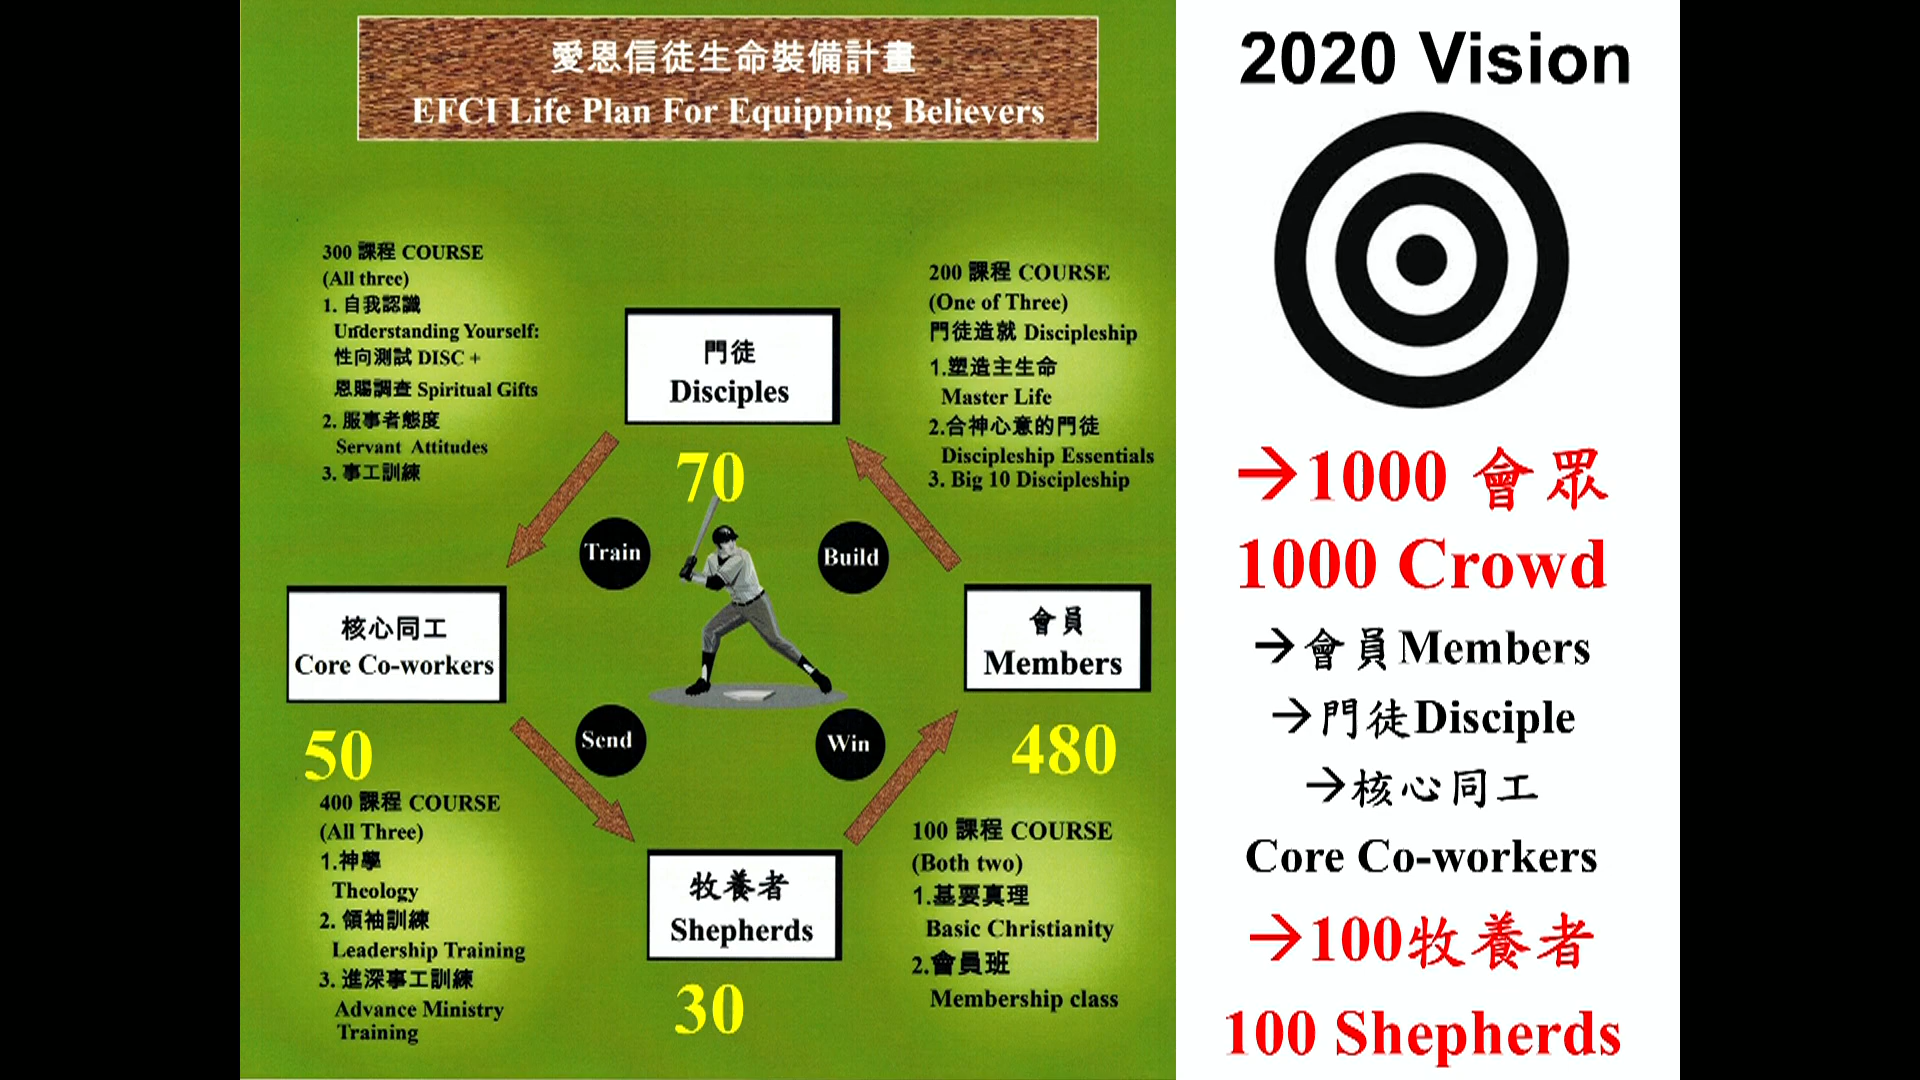 愛恩信徒生命裝備計畫
EFCI Life Plan For Equipping Believers
300 課程 COURSE
(All three)
1. 自我認識
Understanding Yourself:
性向測試 DISC +
恩賜調查 Spiritual Gifts
2. 服事者態度
Servant Attitudes
3. 事工訓練
200 課程 COURSE
(One of Three)
門徒造就 Discipleship
1.塑造主生命
Master Life
2.合神心意的門徒
Discipleship Essentials
3. Big 10 Discipleship
門徒
Disciples
70
Train
Build
核心同工
Core Co-workers
50
會員
Members
480
Send
Win
400 課程 COURSE
(All Three)
1.神學
Theology
2. 領袖訓練
Leadership Training
3. 進深事工訓練
Advance Ministry
Training
牧養者
Shepherds
30
100 課程 COURSE
(Both two)
1.基要真理
Basic Christianity
2.會員班
Membership class
2020 Vision
→1000 會眾
1000 Crowd
→會員Members
→門徒Disciple
→核心同工
Core Co-workers
→100牧養者
100 Shepherds